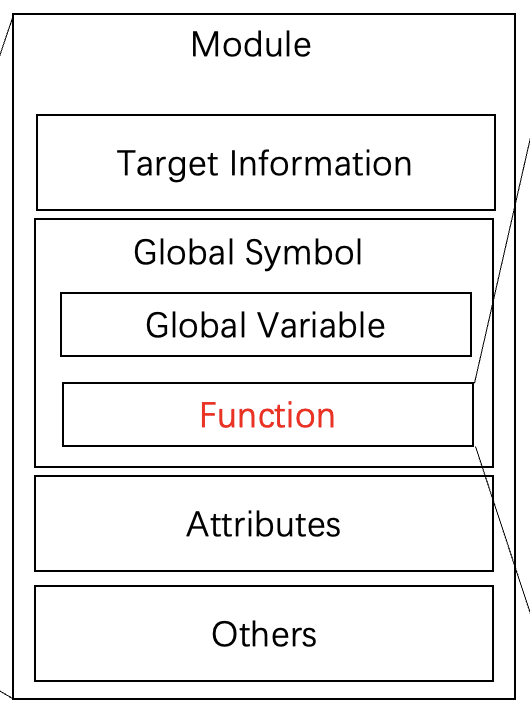 Module
Target Information
Global Symbol
Global Variable
Function
Attributes
Others